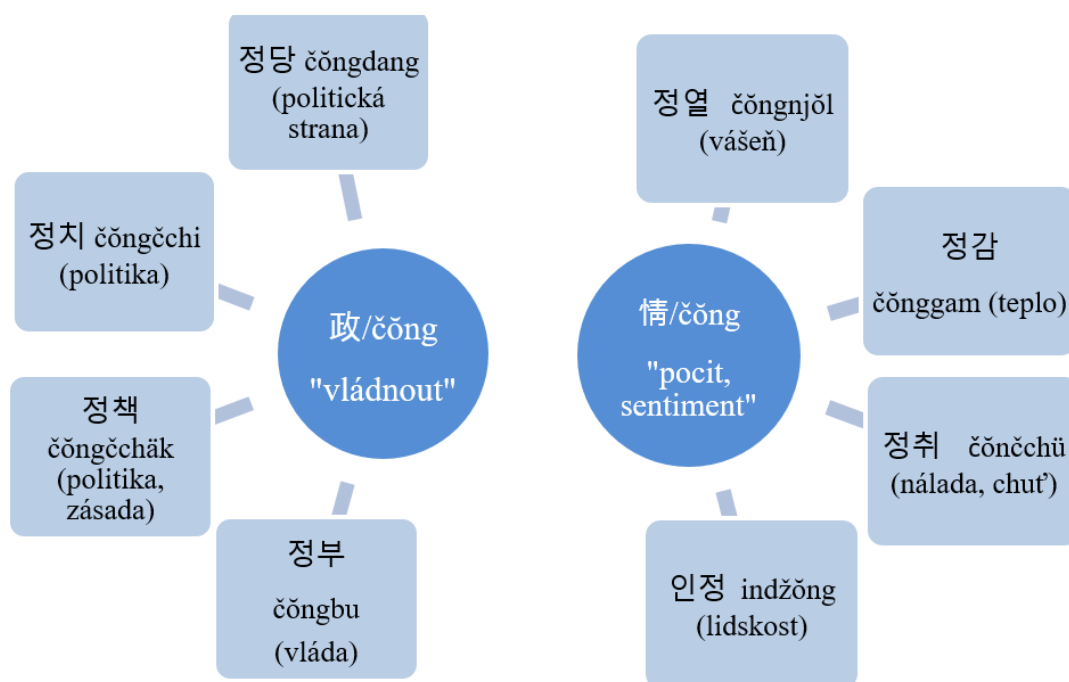 정당 čŏngdang
(politická
strana)
정치 čŏngčchi
(politika)
정책
čŏngčchäk
(politika,
zásada)
정부
čŏngbu
(vláda)
政/čŏng
"vládnout"
정열 čŏngnjŏl
(vášeň)
정감
čŏnggam (teplo)
정취 čŏnčchü
(nálada, chuť)
인정 indžŏng
(lidskost)
情/čŏng
"pocit,
sentiment"